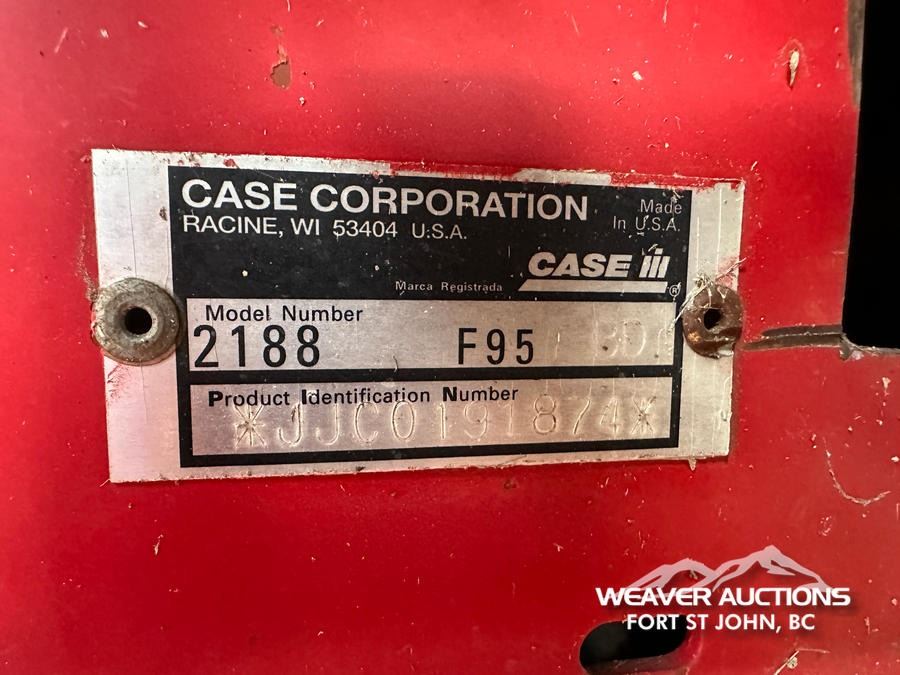 CASE CORPORATION
RACINE, WI 53404 U.S.A.
Made
In U.S.A.
CASE IH
®
Marca Registrada
Model Number
2188 F95
Product Identification Number
*JJC0191874*
WEAVER AUCTIONS
FORT ST JOHN, BC